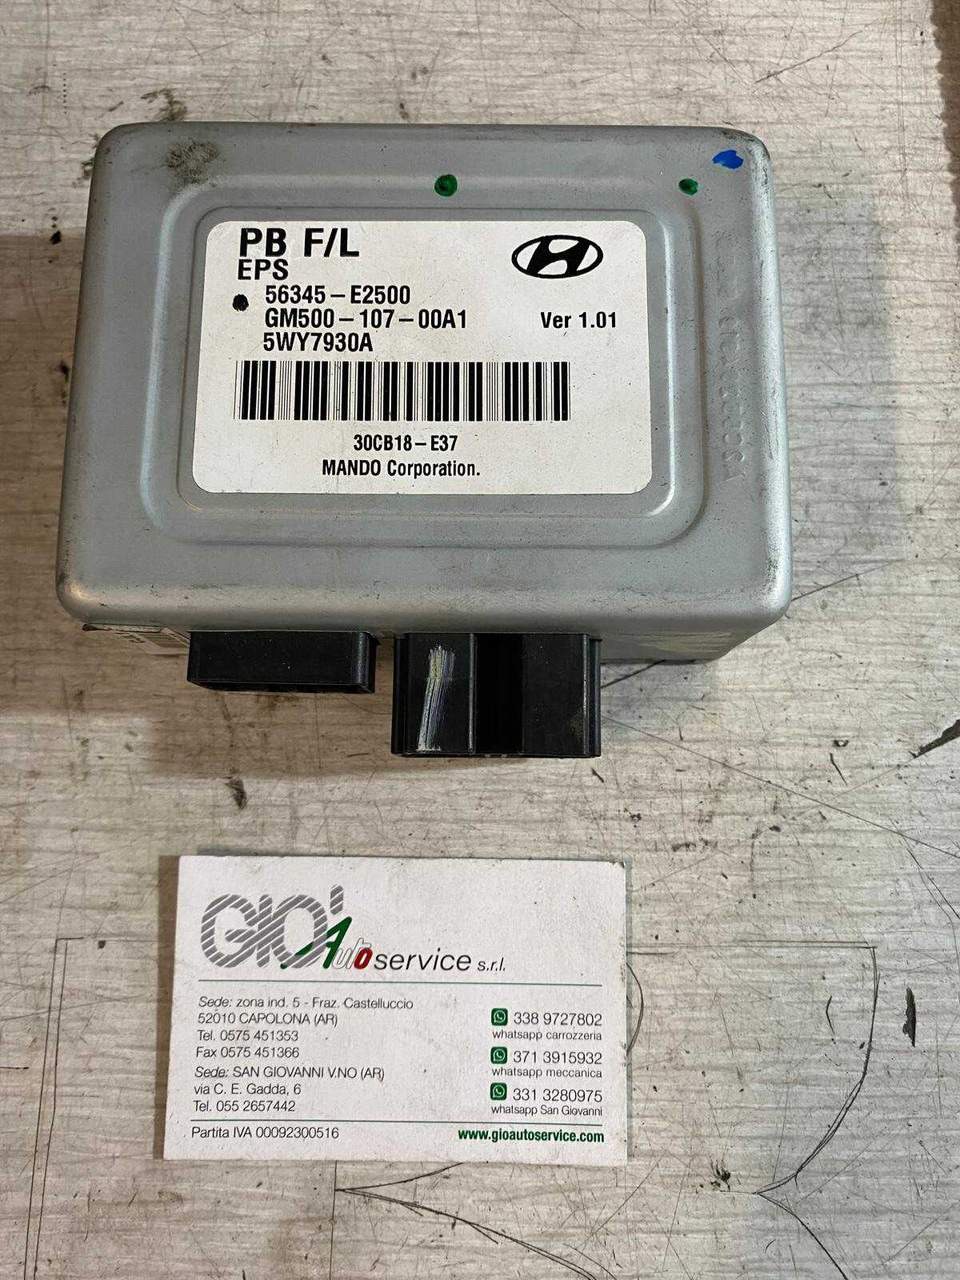 PB F/L
EPS
56345-E2500
GM500-107-00A1 Ver 1.01
5WY7930A
30CB18-E37
MANDO Corporation.
GIO' Auto service s.r.l.
Sede: zona ind. 5 - Fraz. Castelluccio
52010 CAPOLONA (AR)
Tel. 0575 451353
Fax 0575 451366
Sede: SAN GIOVANNI V.NO (AR)
via C. E. Gadda, 6
Tel. 055 2657442
338 9727802
whatsapp carrozzeria
371 3915932
whatsapp meccanica
331 3280975
whatsapp San Giovanni
Partita IVA 00092300516
www.gioautoservice.com